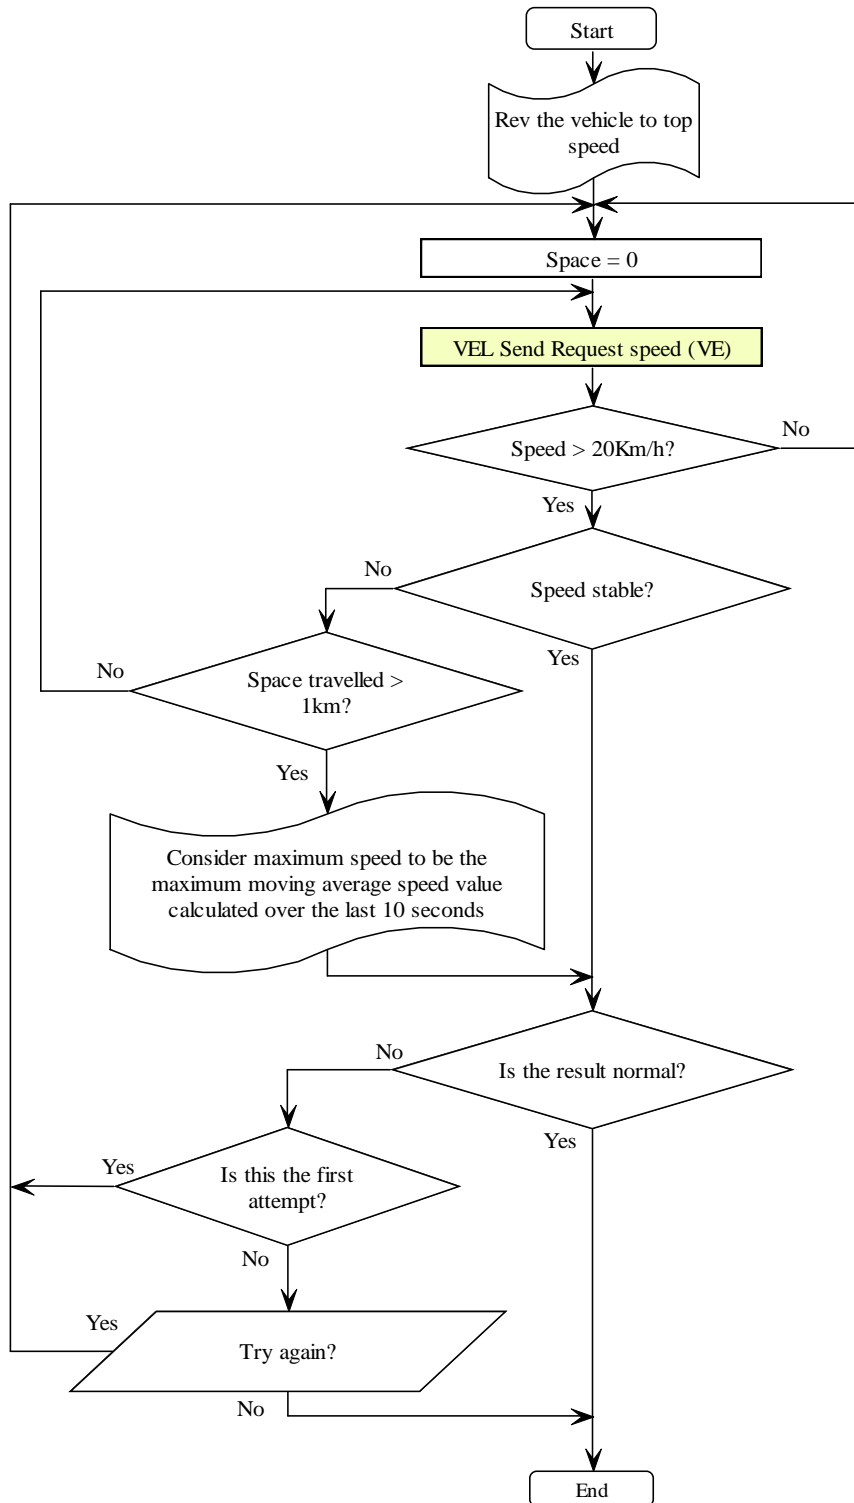 Start
Rev the vehicle to top
speed
Space = 0
VEL Send Request speed (VE)
Speed > 20Km/h?
No
Yes
Speed stable?
No
Yes
Space travelled >
1km?
No
Yes
Consider maximum speed to be the
maximum moving average speed value
calculated over the last 10 seconds
Is the result normal?
No
Yes
Is this the first
attempt?
Yes
No
Try again?
Yes
No
End